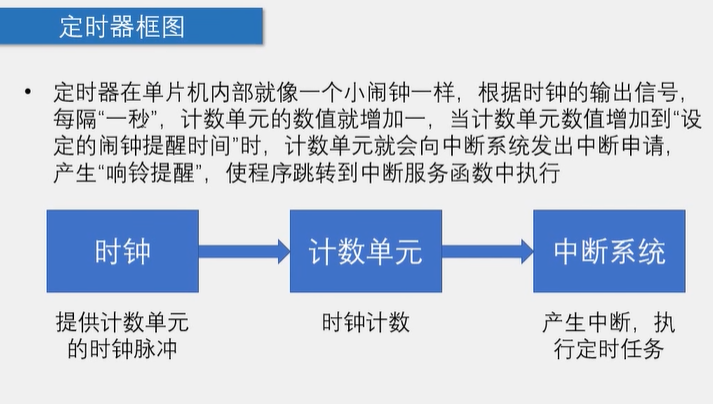 定时器框图
• 定时器在单片机内部就像一个小闹钟一样，根据时钟的输出信号，
每隔“一秒”，计数单元的数值就增加一，当计数单元数值增加到“设
定的闹钟提醒时间”时，计数单元就会向中断系统发出中断申请，
产生“响铃提醒”，使程序跳转到中断服务函数中执行
时钟
计数单元
中断系统
提供计数单元
的时钟脉冲
时钟计数
产生中断，执
行定时任务